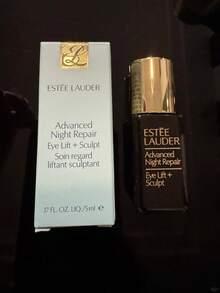 ESTĒE LAUDER
Advanced
Night Repair
Eye Lift + Sculpt
Soin regard
liftant sculptant
.17 FL. OZ. LIQ./5ml e
ESTĒE
LAUDER
Advanced
Night Repair
Eye Lift +
Sculpt